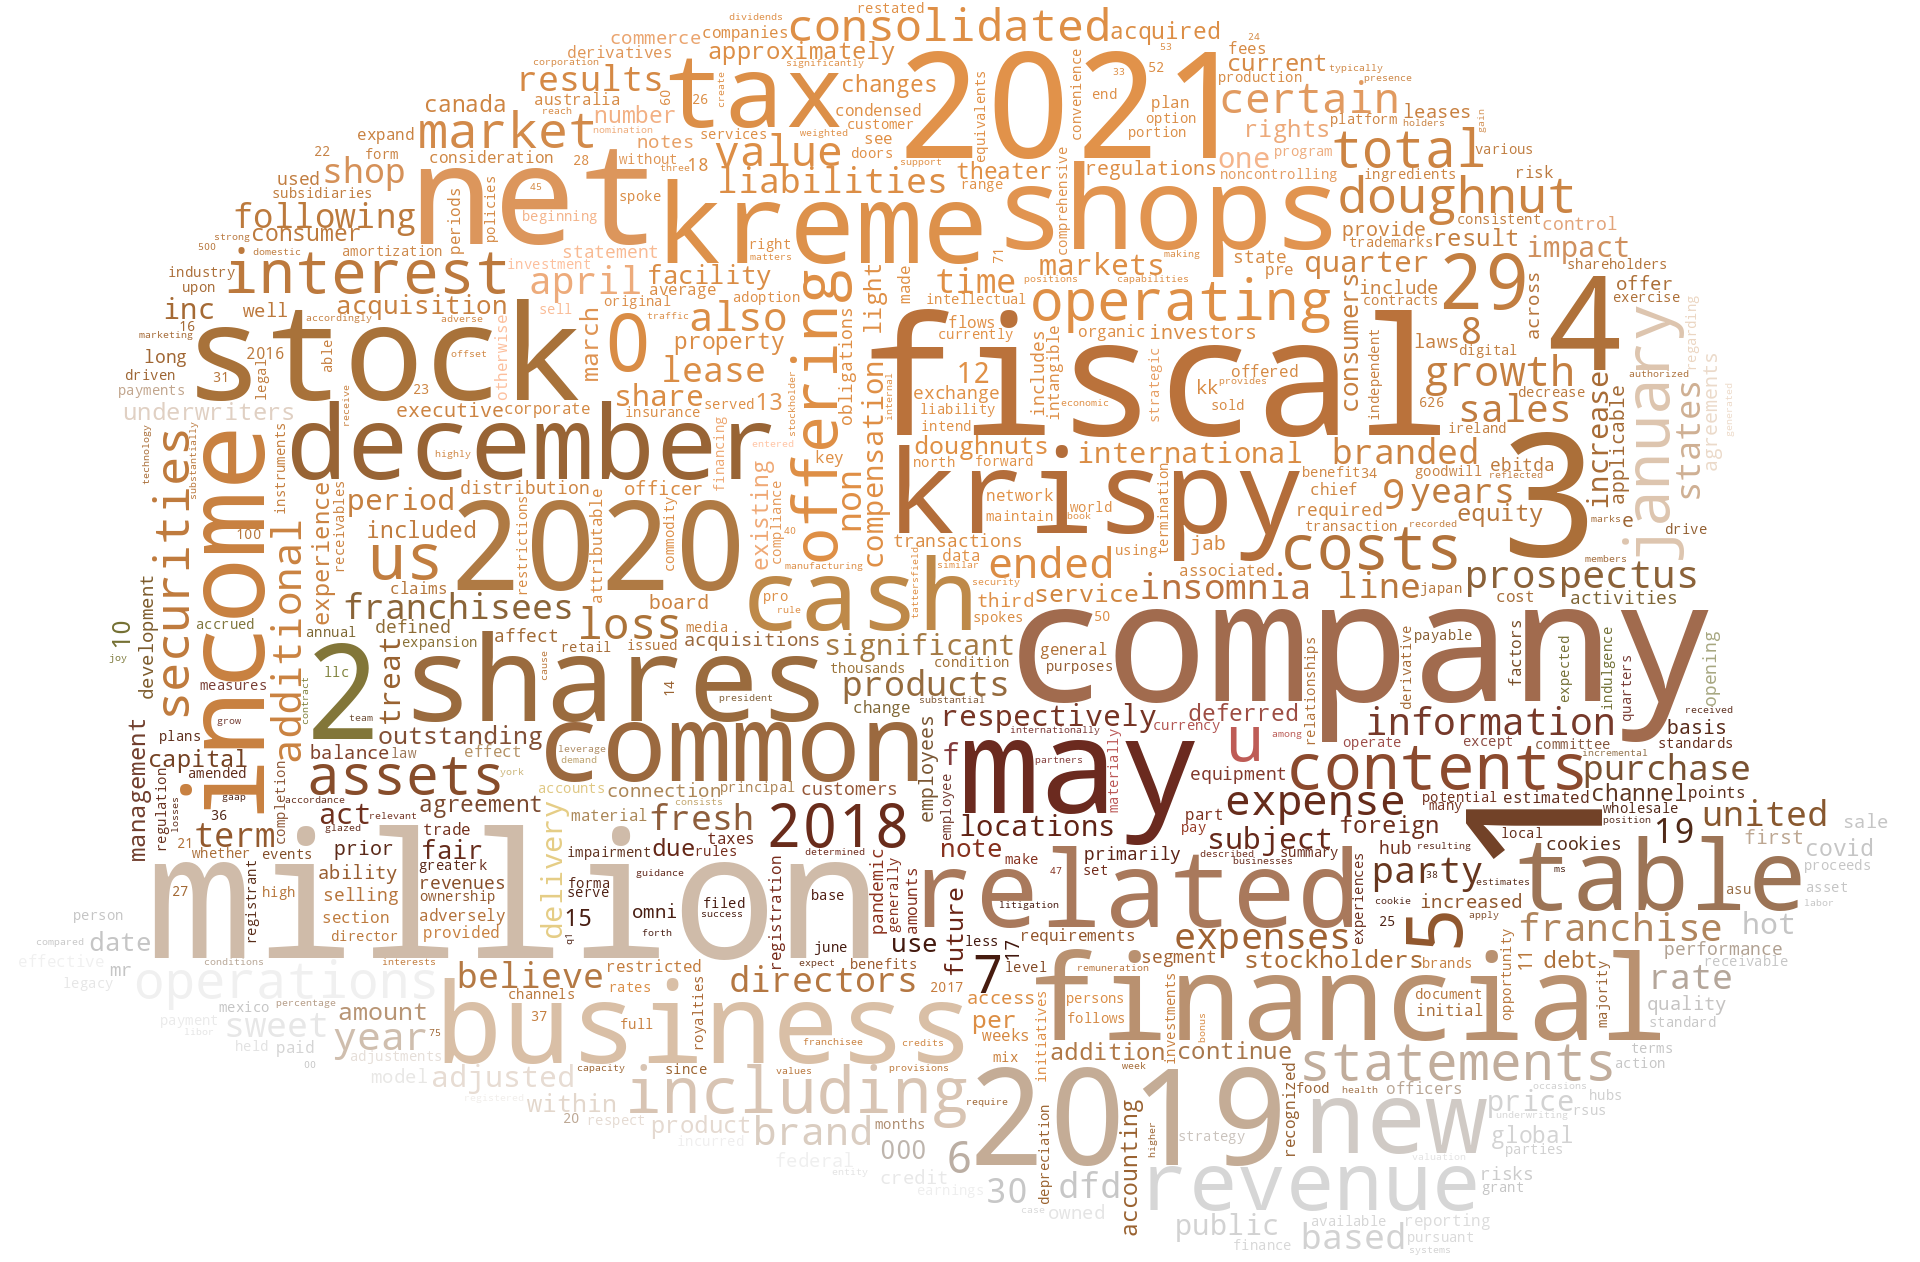 restated
dividends
consolidated
companies
acquired
commerce
derivatives
approximately
significantly
corporation
53
24
fees
current
typically
presence
production
results
tax
2021
changes
52
33
certain
canada
australia
create
reach
60
26
condensed
customer
equivalents
convenience
end
plan
option
portion
platform
leases
holders
gain
market
number
nomination
notes
services
weighted
value
see
doors
rights
total
various
expand
22
form
consideration
28
without
three
18
support
liabilities
theater
range
regulations
one
program
noncontrolling
ingredients
risk
used
shop
subsidiaries
net
45
spoke
kreme
shops
comprehensive
doughnut
following
consumer
periods
policies
beginning
statement
right
matters
71
state
making
provide
trademarks
consistent
control
result
impact
strong
500
domestic
amortization
investment
industry
upon
interest
april
facility
average
adoption
time
markets
positions
capabilities
pre
quarter
29
shareholders
inc
well
acquisition
sell
original
traffic
made
intellectual
operating
include
contracts
across
4
offer
exercise
16
marketing
accordingly
adverse
otherwise
march
0
also
property
offering
obligations
light
flows
currently
organic
investors
consumers
8
laws
digital
january
regarding
long
2016
legal
able
stock
offset
fiscal
driven
31
23
lease
share
compensation
12
includes
intangible
strategic
kk
offered
provides
sold
independent
growth
decrease
authorized
payments
underwriters
receive
executive
corporate
insurance
served
13
stockholder
internal
exchange
liability
economic
626
sales
increase
applicable
states
agreements
generated
technology
substantially
instruments
december
highly
financing
entered
key
non
intend
doughnuts
north
forward
international
ireland
branded
goodwill
ebitda
reflected
securities
income
experience
receivables
period
distribution
officer
existing
compliance
krispy
network
maintain
world
book
termination
benefit
34
chief
9
years
3
equity
required
transaction
recorded
marks
e
drive
100
included
us
2020
restrictions
attributable
commodity
40
manufacturing
transactions
data
similar
using
jab
costs
members
additional
claims
board
cash
pro
rule
tattersfield
ended
security
third
associated
service
insomnia
line
japan
prospectus
cost
activities
development
10
joy
accrued
annual
franchisees
defined
expansion
affect
loss
retail
issued
media
acquisitions
significant
spokes
50
company
general
purposes
relationships
derivative
payable
factors
expected
indulgence
opening
measures
grow
2
llc
team
contract
treat
shares
cause
14
president
thousands
products
condition
change
substantial
quarters
received
management
plans
capital
amended
balance
law
outstanding
effect
common
leverage
demand
york
employees
respectively
internationally
currency
deferred
among
information
operate
except
committee
basis
standards
incremental
regulation
losses
gaap
36
completion
assets
accordance
accounts
connection
consists
principal
f
may
partners
materially
u
equipment
contents
purchase
term
21
act
relevant
agreement
delivery
material
fresh
2018
customers
employee
part
expense
potential
many
estimated
channel
points
wholesale
position
united
whether
events
glazed
prior
trade
fair
greaterk
impairment
due
taxes
rules
determined
locations
pay
subject
foreign
hub
1
resulting
local
19
cookies
first
sale
covid
proceeds
million
27
high
ability
selling
revenues
ownership
forma
serve
guidance
base
pandemic
generally
amounts
note
make
primarily
set
described
businesses
summary
47
party
38
estimates
ms
table
asu
asset
labor
person
registrant
section
director
adversely
provided
15
q1
omni
forth
filed
success
registration
june
use
future
related
litigation
experiences
cookie
25
increased
5
apply
compared
date
effective
mr
legacy
conditions
interests
operations
believe
restricted
rates
directors
expect
benefits
less
17
7
level
requirements
remuneration
segment
expenses
stockholders
brands
opportunity
11
franchise
debt
hot
performance
receivable
mexico
percentage
payment
libor
sweet
held
paid
oo
amount
year
75
business
channels
37
full
royalties
franchisee
credits
2017
access
per
weeks
initiatives
persons
follows
financial
investments
bonus
document
initial
majority
rate
quality
standard
adjustments
model
adjusted
registered
capacity
since
values
provisions
including
mix
addition
week
continue
recognized
statements
terms
action
within
20
respect
product
incurred
brand
months
require
2019
depreciation
accounting
higher
strategy
food
health
officers
new
occasions
price
underwriting
hubs
rsus
global
parties
federal
entity
000
credit
earnings
6
30
case
dfd
owned
revenue
valuation
risks
grant
public
finance
available
based
reporting
pursuant
systems